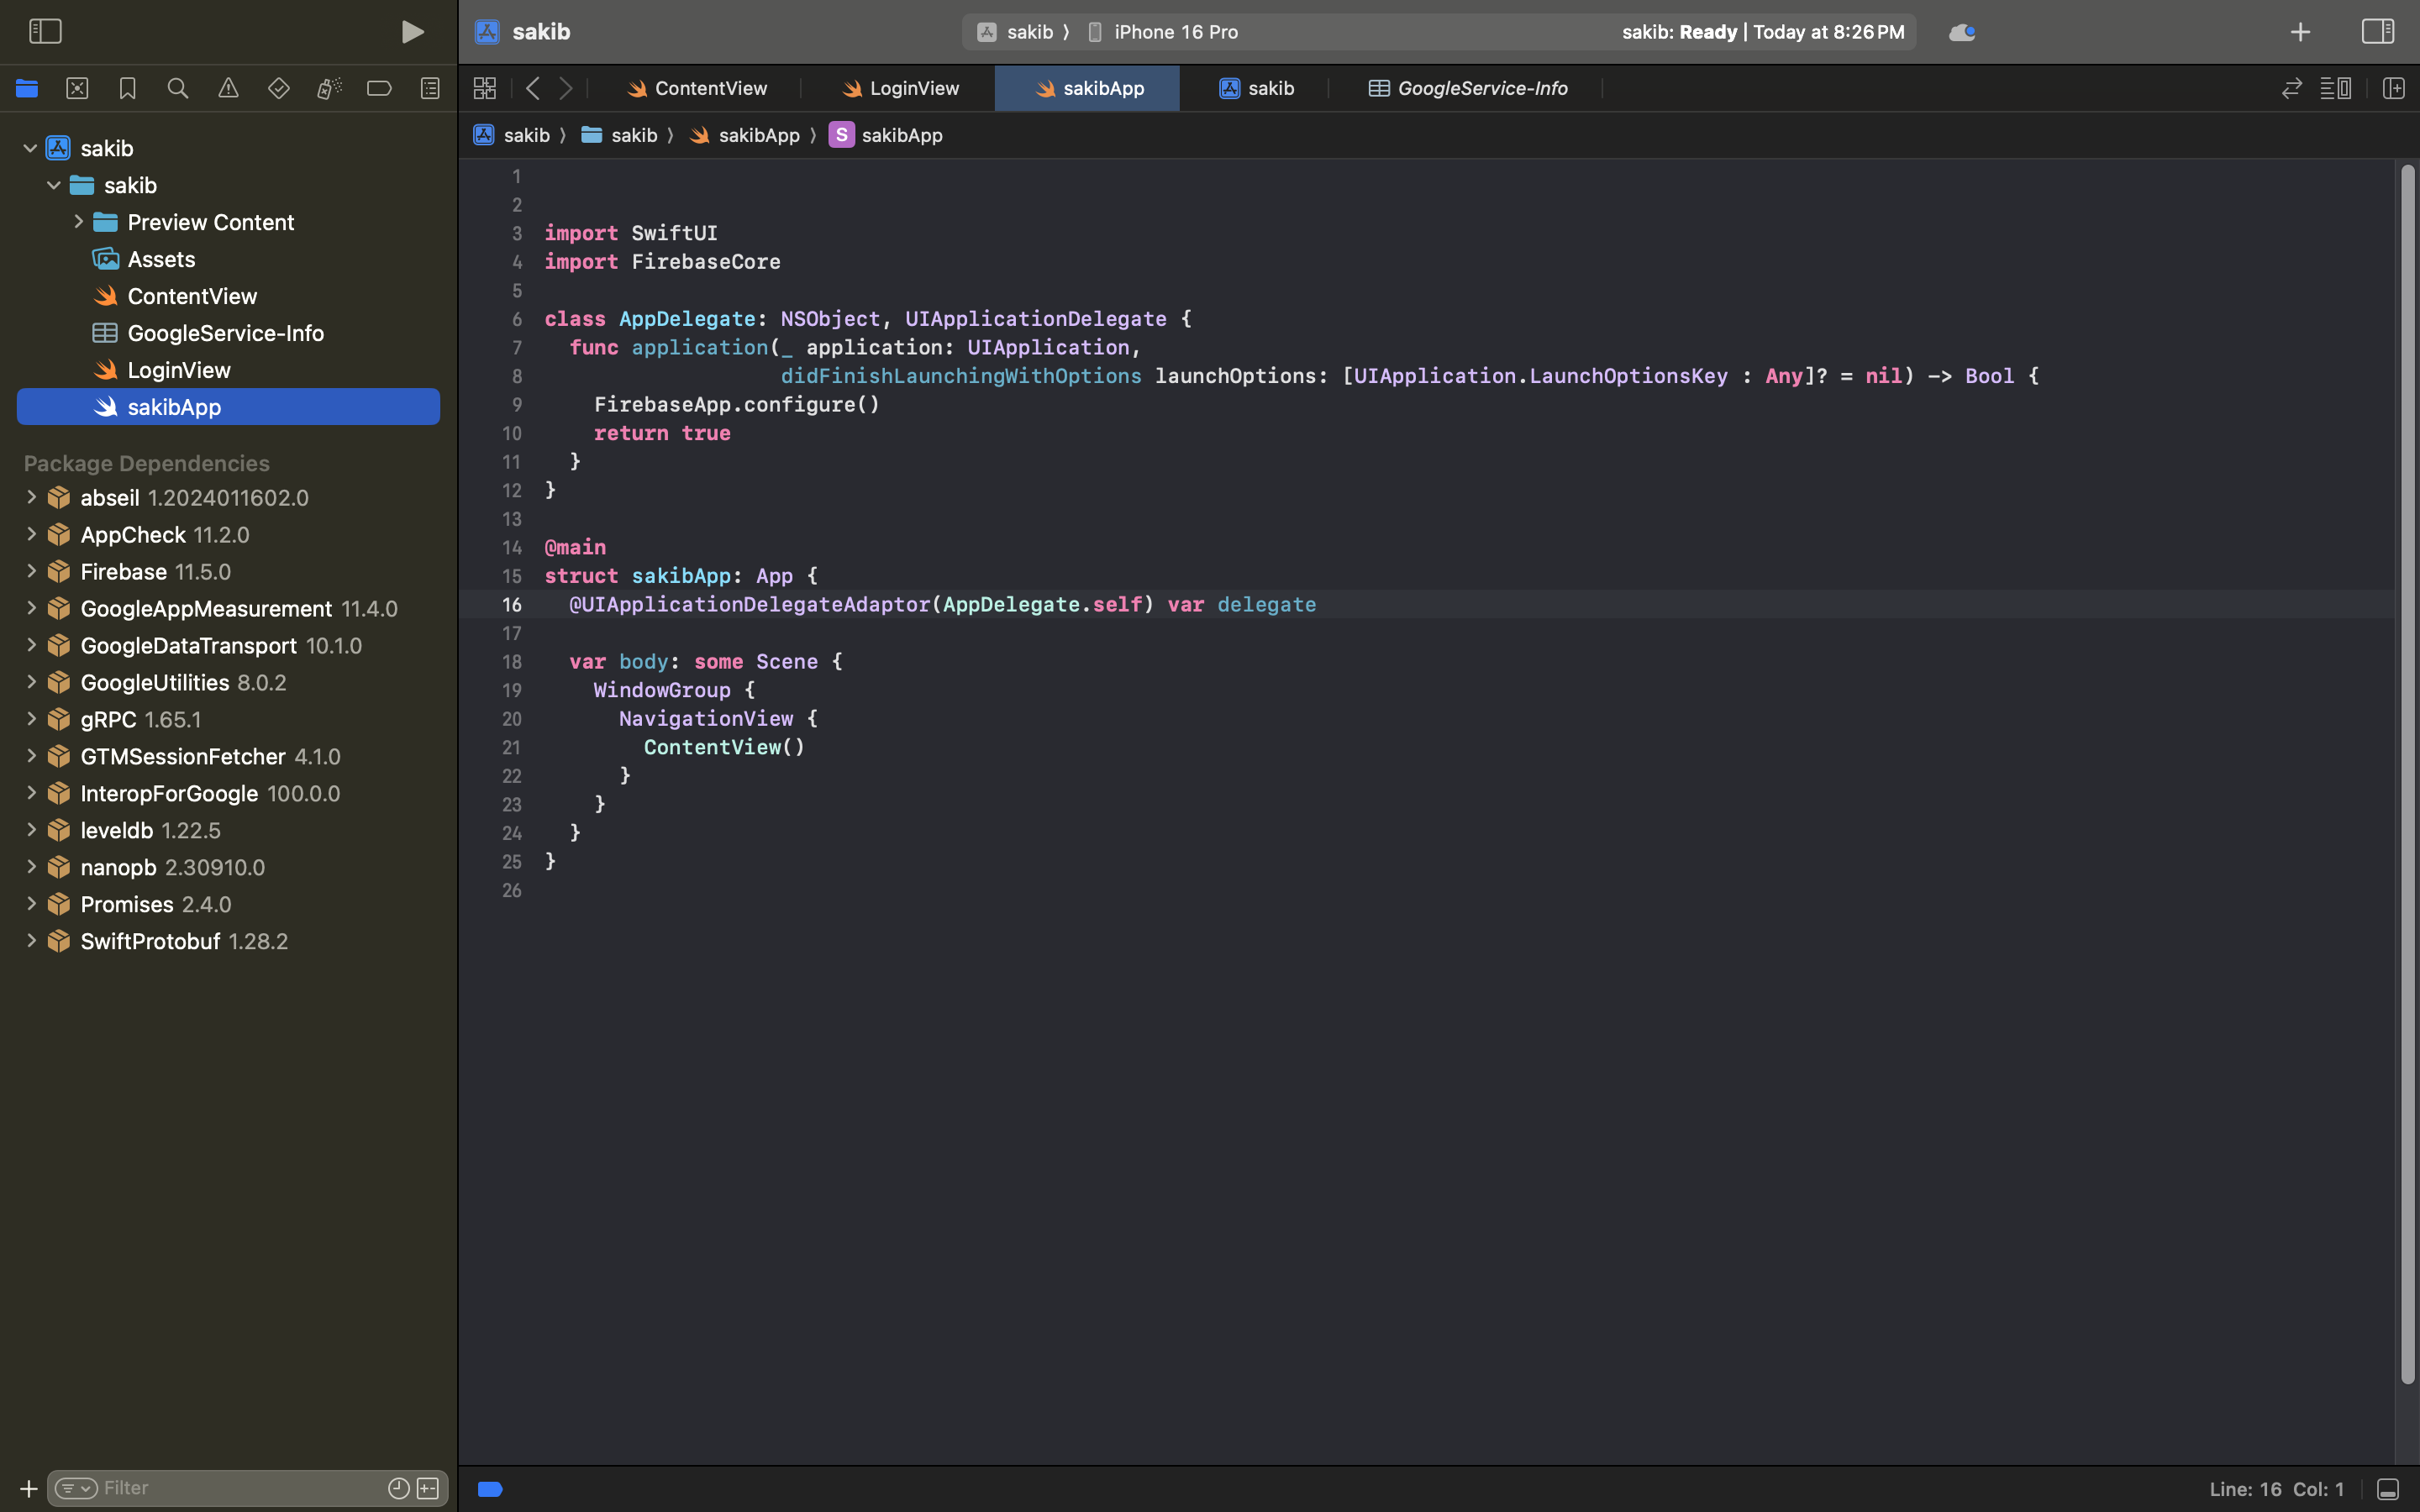 sakib
sakib 〉 iPhone 16 Pro
sakib: Ready | Today at 8:26 PM
ContentView
LoginView
sakibApp
sakib
GoogleService-Info
sakib 〉 sakib 〉 sakibApp 〉 S sakibApp
sakib
sakib
Preview Content
Assets
ContentView
GoogleService-Info
LoginView
sakibApp
Package Dependencies
abseil 1.2024011602.0
AppCheck 11.2.0
Firebase 11.5.0
GoogleAppMeasurement 11.4.0
GoogleDataTransport 10.1.0
GoogleUtilities 8.0.2
gRPC 1.65.1
GTMSessionFetcher 4.1.0
InteropForGoogle 100.0.0
leveldb 1.22.5
nanopb 2.30910.0
Promises 2.4.0
SwiftProtobuf 1.28.2
Filter
1
2
3 import SwiftUI
4 import FirebaseCore
5
6 class AppDelegate: NSObject, UIApplicationDelegate {
7   func application(_ application: UIApplication,
8                    didFinishLaunchingWithOptions launchOptions: [UIApplication.LaunchOptionsKey : Any]? = nil) -> Bool {
9     FirebaseApp.configure()
10     return true
11   }
12 }
13
14 @main
15 struct sakibApp: App {
16   @UIApplicationDelegateAdaptor(AppDelegate.self) var delegate
17
18   var body: some Scene {
19     WindowGroup {
20       NavigationView {
21         ContentView()
22       }
23     }
24   }
25 }
26
Line: 16 Col: 1